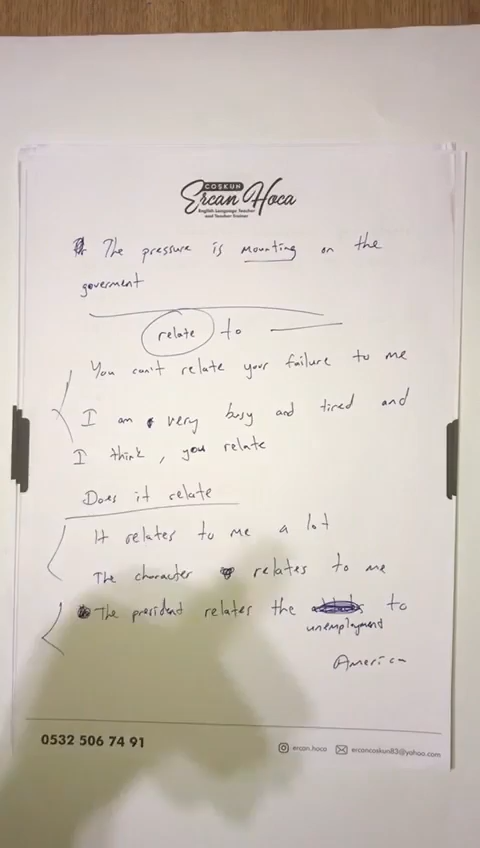 COŞKUN
Ercan Hoca
English Language Teacher
and Teacher Trainer
The pressure is mounting on the
goverment
relate to
You can't relate your failure to me
I am very busy and tired and
I think, you relate
Does it relate
It relates to me a lot
The character relates to me
The president relates the to
unemployment
America
0532 506 74 91
ercan.hoca
ercancoskun83@yahoo.com